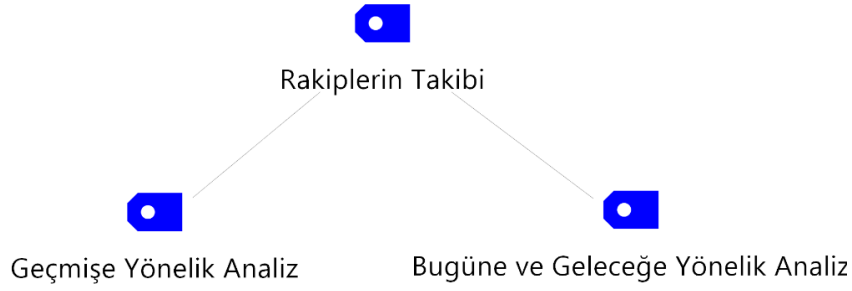 Rakiplerin Takibi
Geçmişe Yönelik Analiz
Bugüne ve Geleceğe Yönelik Analiz